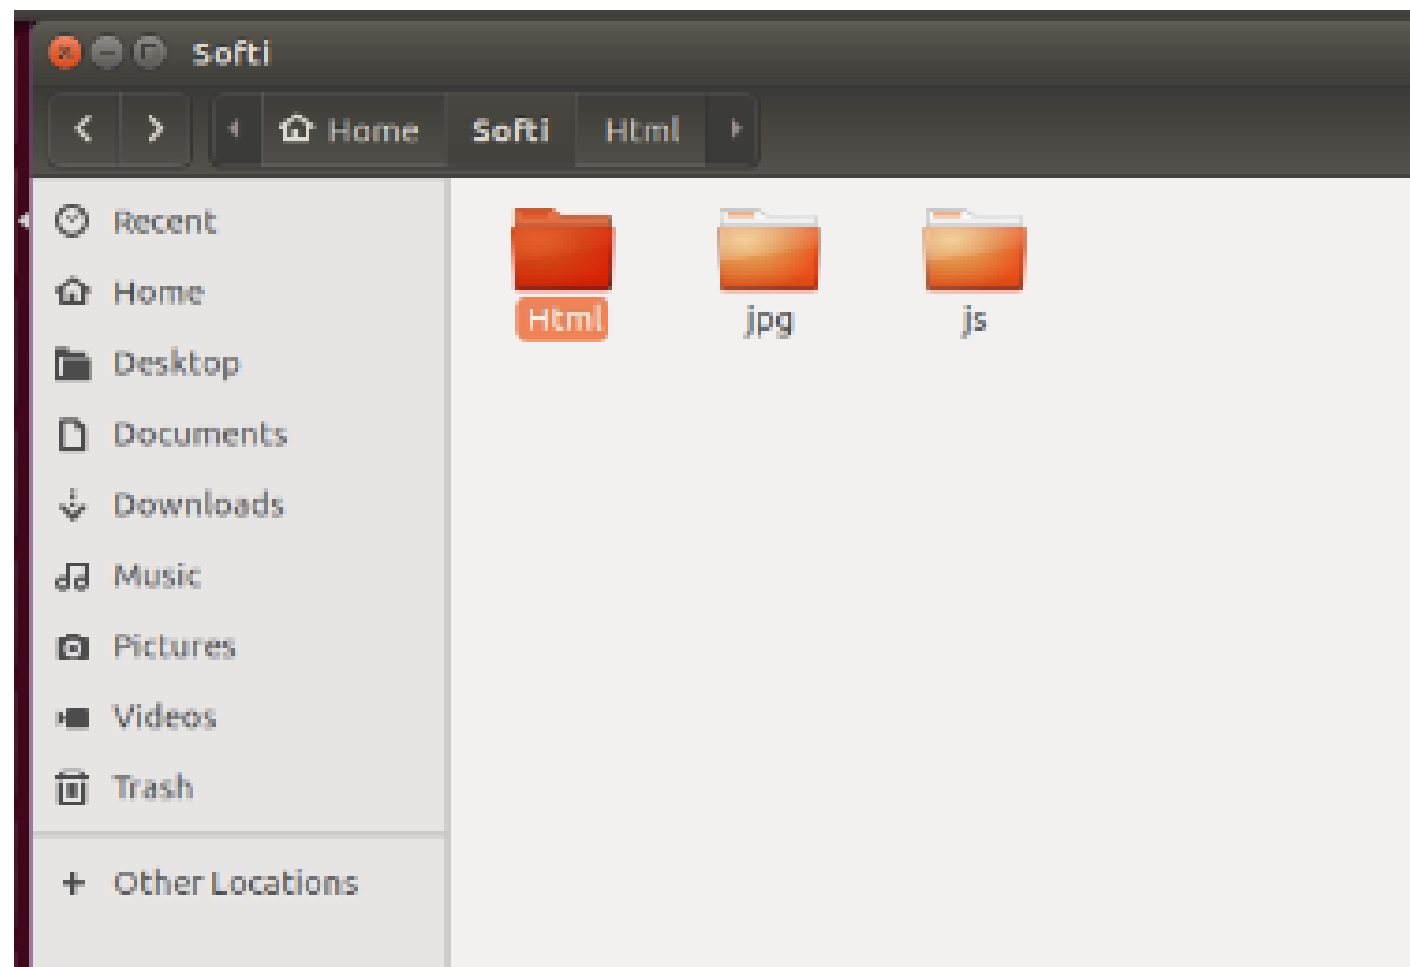 Softi
Home Softi Html
Recent
Home
Desktop
Documents
Downloads
Music
Pictures
Videos
Trash
Other Locations
Html jpg js